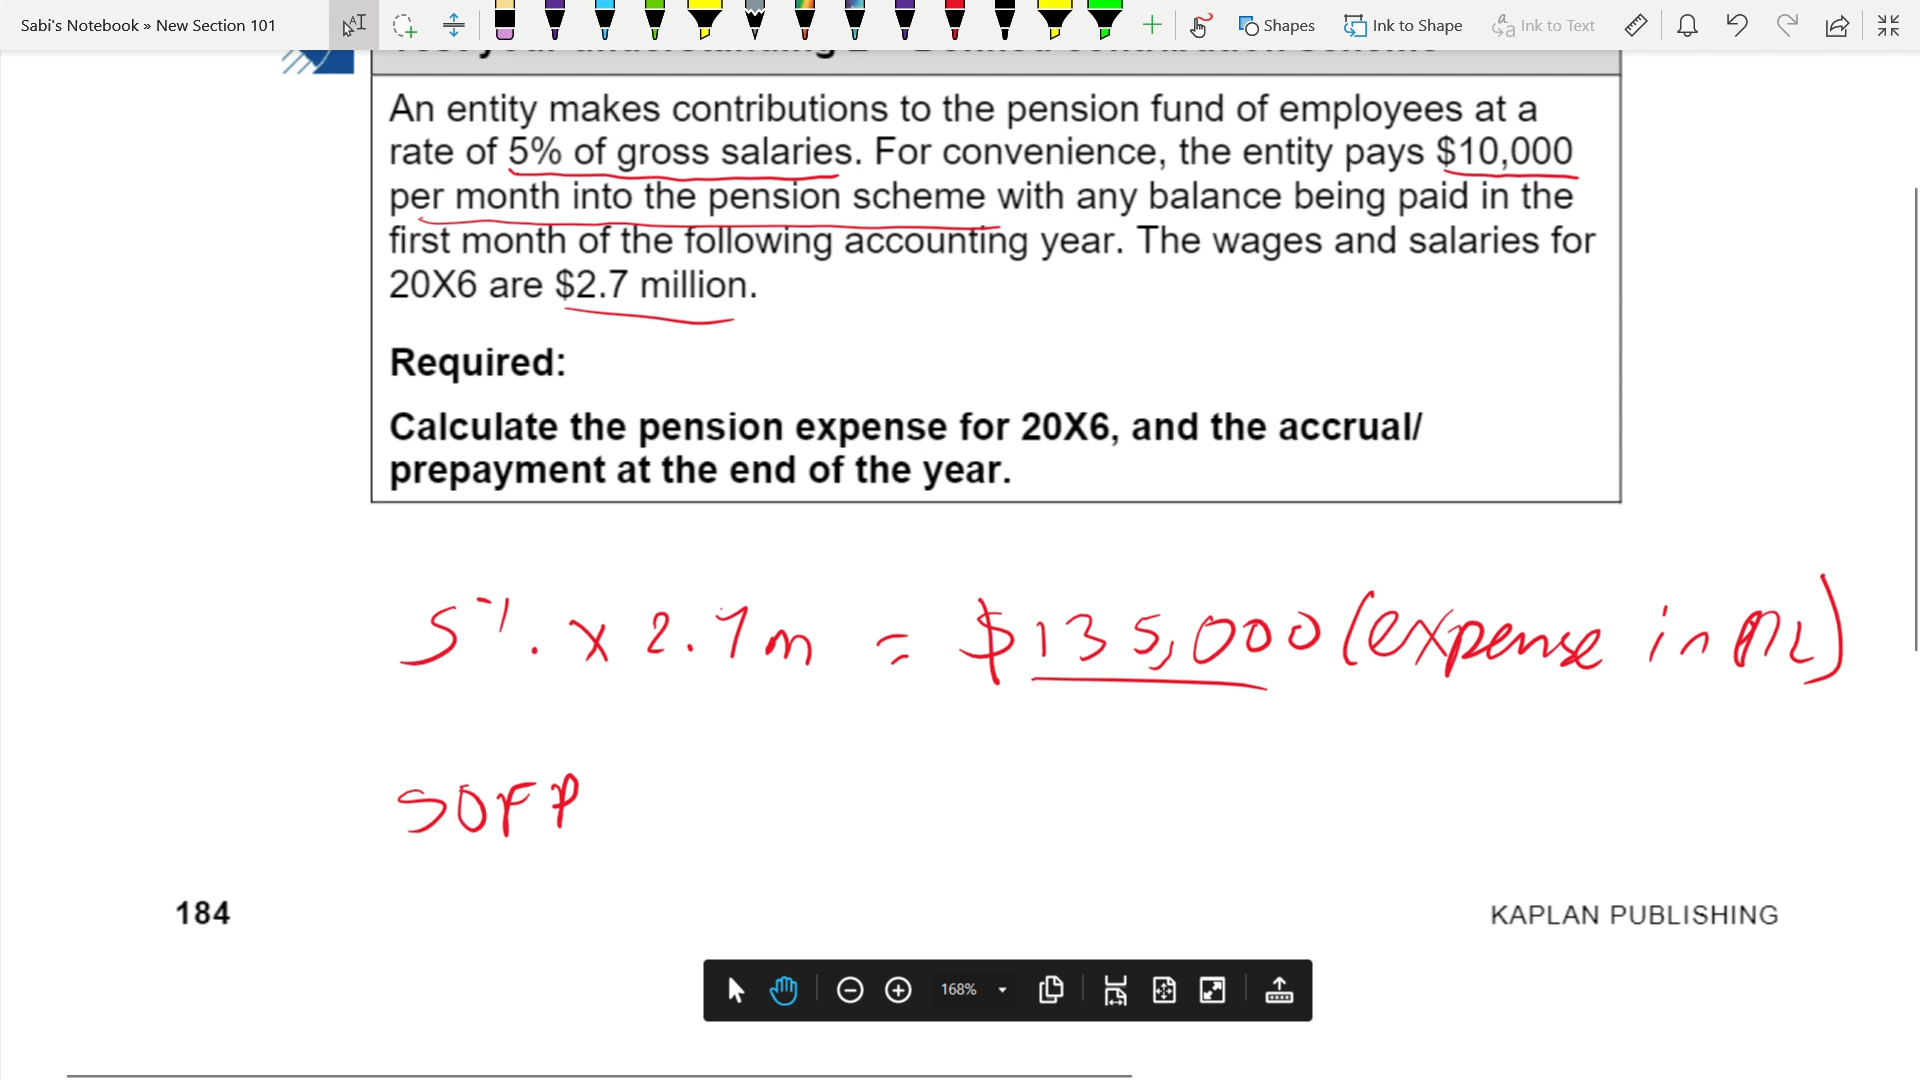 Sabi's Notebook » New Section 101
Shapes
Ink to Shape
Ink to Text
An entity makes contributions to the pension fund of employees at a
rate of 5% of gross salaries. For convenience, the entity pays $10,000
per month into the pension scheme with any balance being paid in the
first month of the following accounting year. The wages and salaries for
20X6 are $2.7 million.
Required:
Calculate the pension expense for 20X6, and the accrual/
prepayment at the end of the year.
5% x 2.7m = $135,000 (expense in PL)
SOFP
184
KAPLAN PUBLISHING
168%